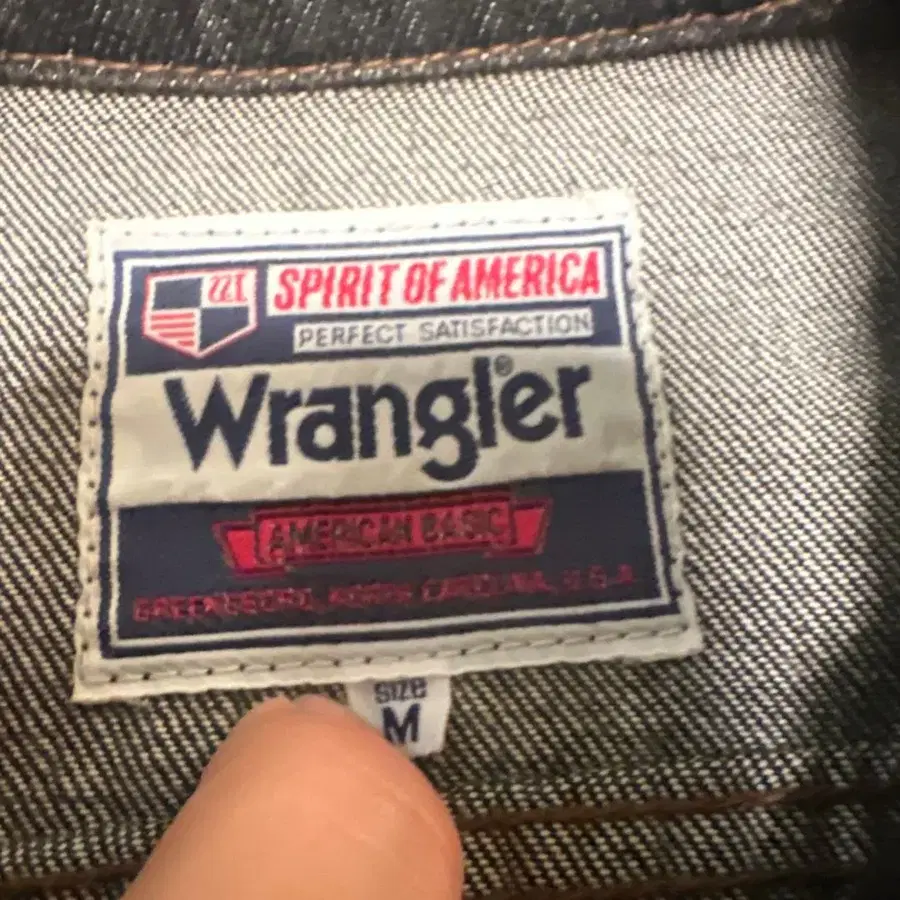 SPIRIT OF AMERICA
PERFECT SATISFACTION
Wrangler®
AMERICAN BASIC
GREENSBORO, NORTH CAROLINA, U.S.A
SIZE
M